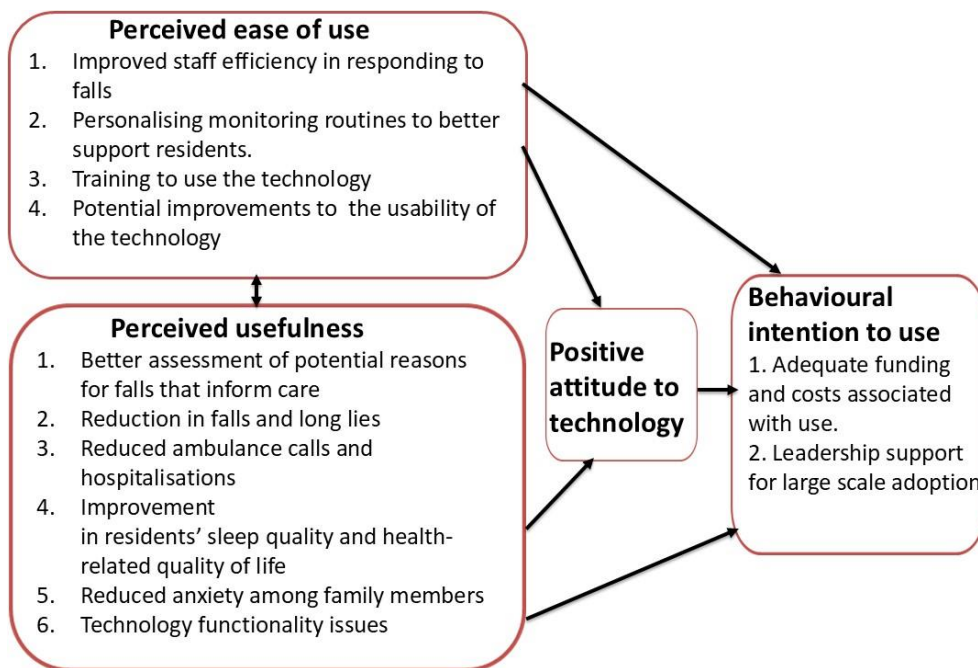 Perceived ease of use
1. Improved staff efficiency in responding to
falls
2. Personalising monitoring routines to better
support residents.
3. Training to use the technology
4. Potential improvements to the usability of
the technology
Perceived usefulness
1. Better assessment of potential reasons
for falls that inform care
2. Reduction in falls and long lies
3. Reduced ambulance calls and
hospitalisations
4. Improvement
in residents’ sleep quality and health-
related quality of life
5. Reduced anxiety among family members
6. Technology functionality issues
Positive
attitude to
technology
Behavioural
intention to use
1. Adequate funding
and costs associated
with use.
2. Leadership support
for large scale adoption